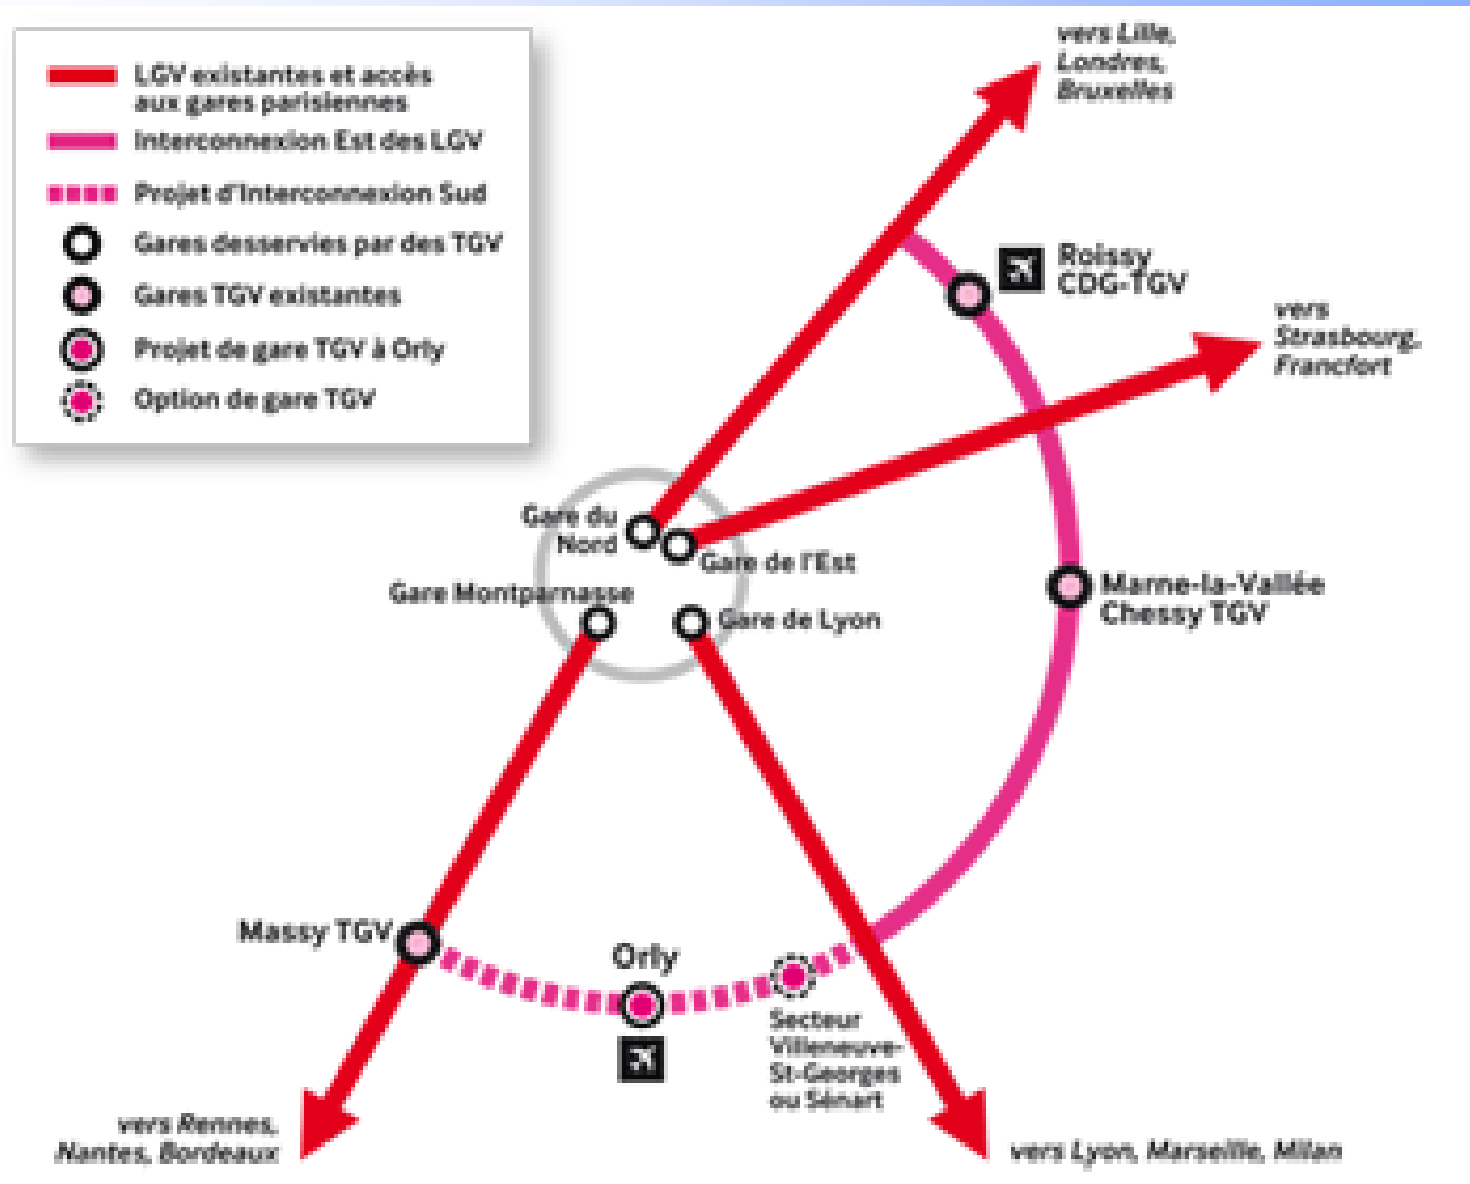 LGV existantes et accès
aux gares parisiennes
Interconnexion Est des LGV
Projet d'Interconnexion Sud
Gares desservies par des TGV
Gares TGV existantes
Projet de gare TGV à Orly
Option de gare TGV
vers Lille,
Londres,
Bruxelles
Roissy
CDG-TGV
vers
Strasbourg,
Francfort
Gare du
Nord
Gare de l'Est
Gare Montparnasse
Gare de Lyon
Marne-la-Vallée
Chessy TGV
Massy TGV
Orly
Secteur
Villeneuve-
St-Georges
ou Sénart
vers Rennes,
Nantes, Bordeaux
vers Lyon, Marseille, Milan